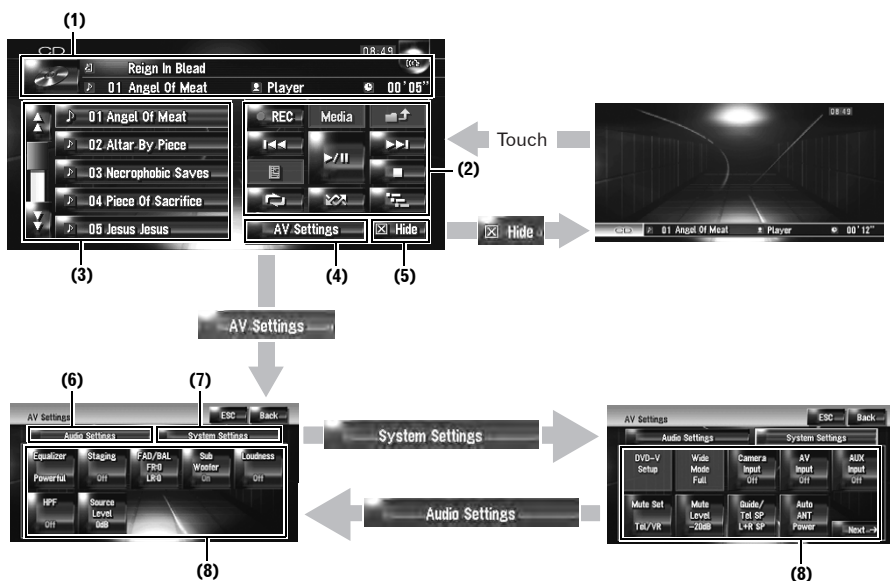 (1)
CD 08:49
Reign In Blead
01 Angel Of Meat Player 00'05"
01 Angel Of Meat
02 Altar By Piece
03 Necrophobic Saves
04 Piece Of Sacrifice
05 Jesus Jesus
REC Media
(2)
AV Settings Hide
(3) (4) (5)
Touch
Hide
08:49
CD 01 Angel Of Meat Player 00'12"
AV Settings
(6) (7)
AV Settings ESC Back
Audio Settings System Settings
Equalizer Powerful
Staging Off
FAD/BAL FR:0 LR:0
Sub Woofer On
Loudness Off
HPF Off
Source Level 0dB
(8)
System Settings
Audio Settings
AV Settings ESC Back
Audio Settings System Settings
DVD-V Setup
Wide Mode Full
Camera Input Off
AV Input Off
AUX Input Off
Mute Set Tel/VR
Mute Level -20dB
Guide/ Tel SP L+R SP
Auto ANT Power
Next
(8)